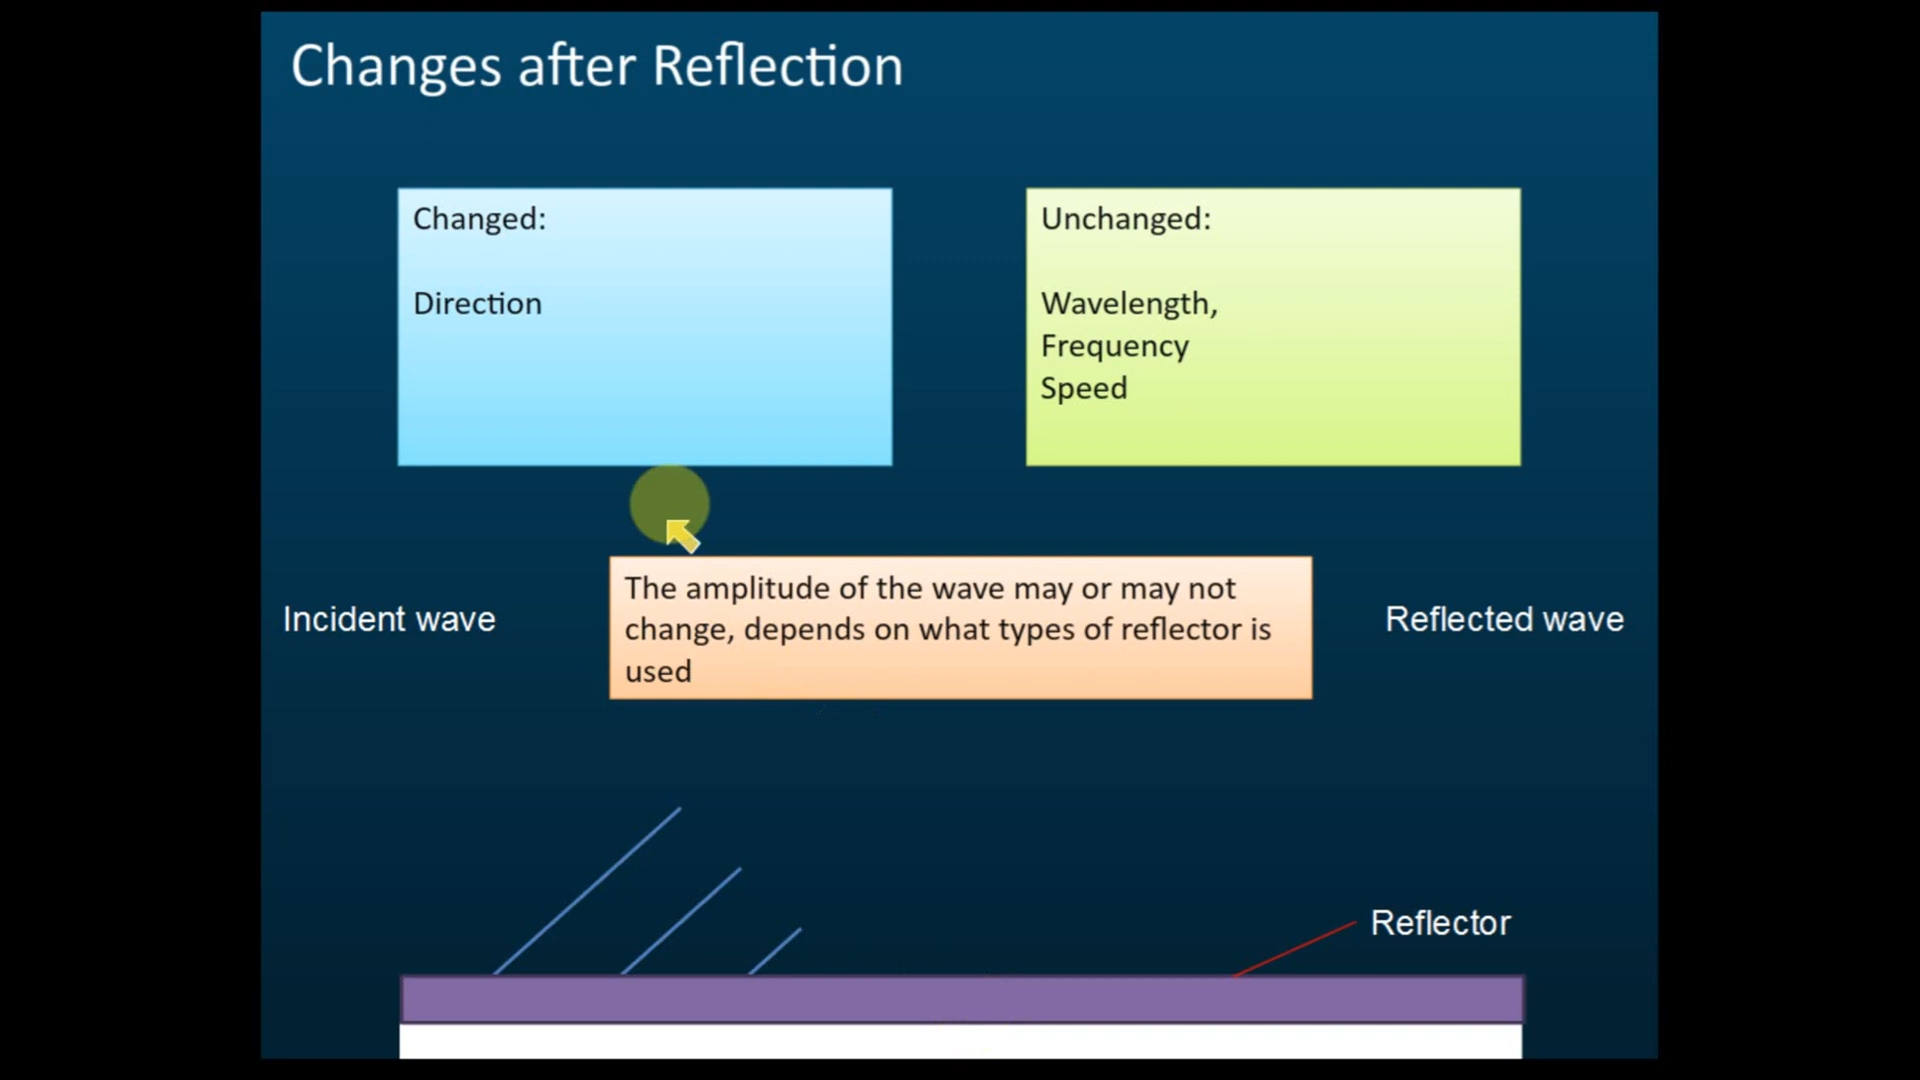 Changes after Reflection
Changed:
Direction
Unchanged:
Wavelength,
Frequency
Speed
The amplitude of the wave may or may not
change, depends on what types of reflector is
used
Incident wave
Reflected wave
Reflector